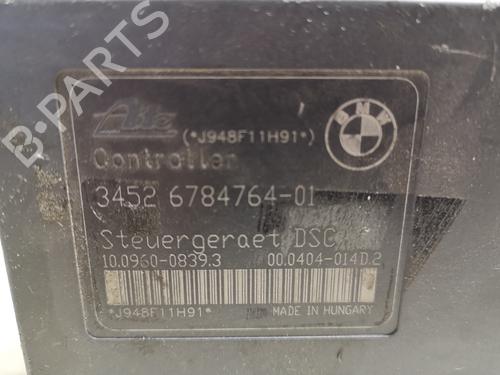 Ate
(*J948F11H91*)
BMW
Controller
3452 6784764-01
Steuergeraet DSC
10.0960-0839.3 00.0404-014D.2
*J948F11H91*
MADE IN HUNGARY
B-Parts